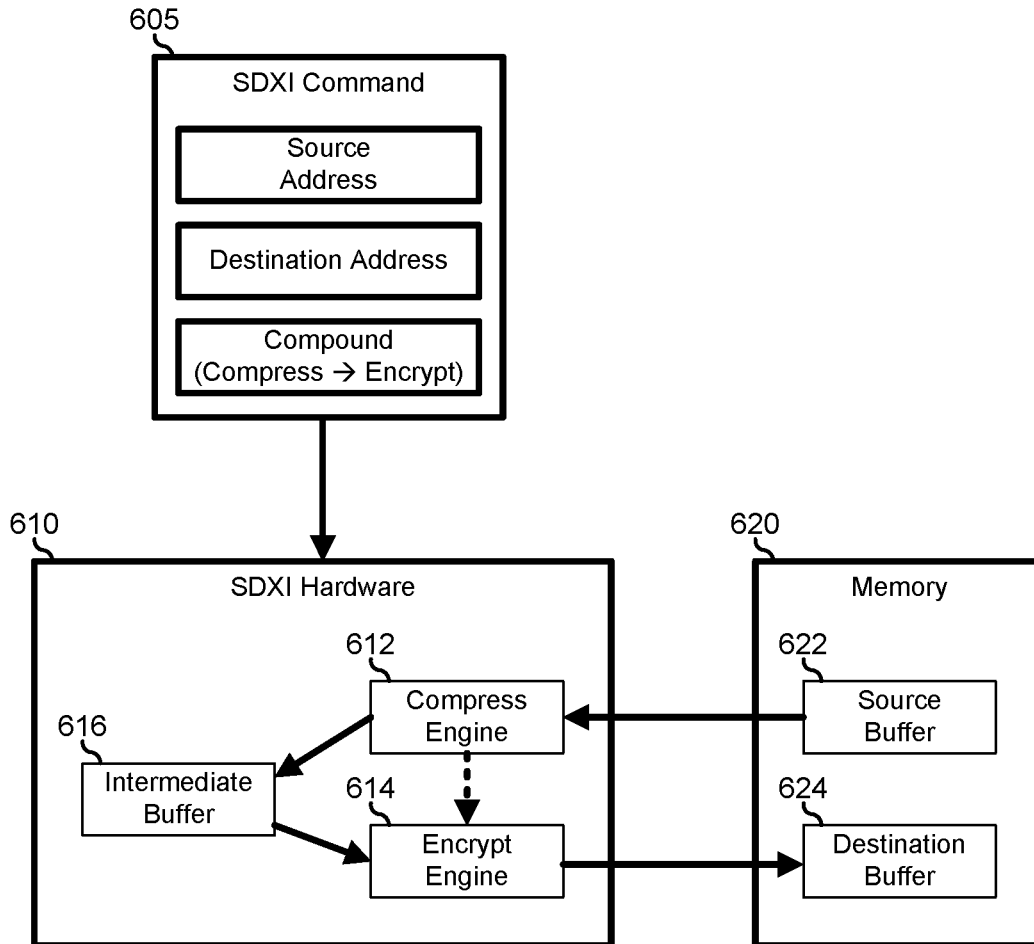 605
SDXI Command
Source
Address
Destination Address
Compound
(Compress → Encrypt)
610
SDXI Hardware
612
Compress
Engine
616
Intermediate
Buffer
614
Encrypt
Engine
620
Memory
622
Source
Buffer
624
Destination
Buffer